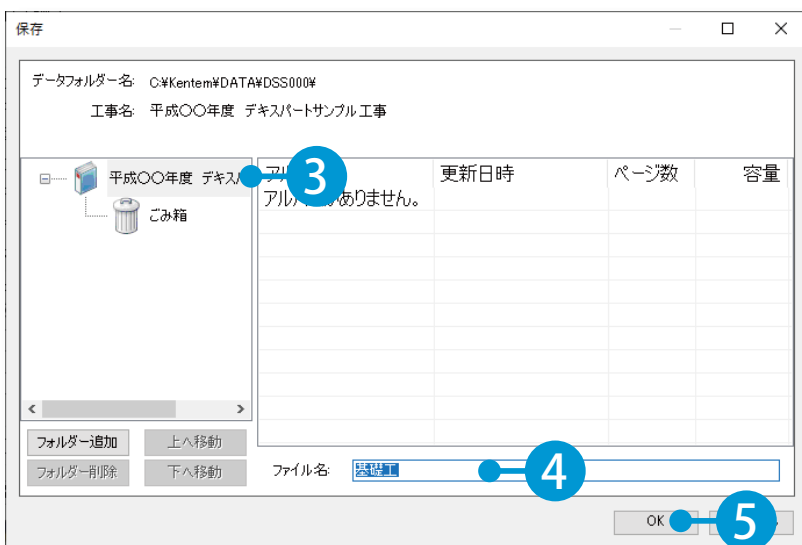 保存
データフォルダー名: C:¥Kentem¥DATA¥DSS000¥
工事名: 平成〇〇年度 デキスパートサンプル工事
平成〇〇年度 デキスパ
ごみ箱
3
更新日時 ページ数 容量
ありません。
フォルダー追加 上へ移動
フォルダー削除 下へ移動
ファイル名: 基礎工
4
OK
5